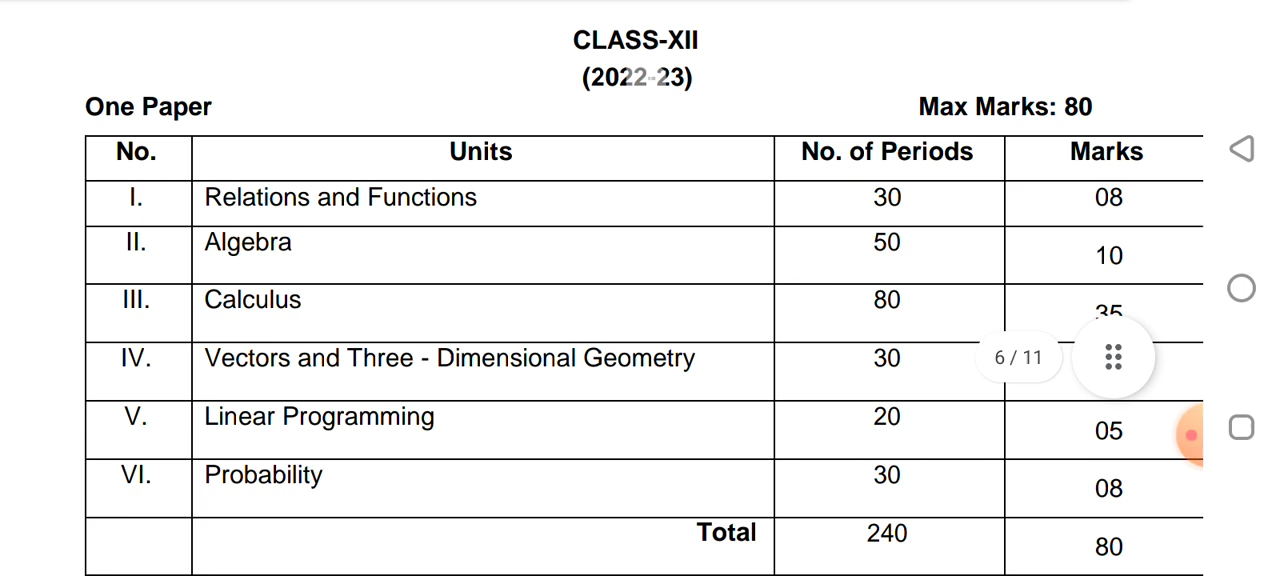 CLASS-XII
(2022-23)
One Paper Max Marks: 80
No. Units No. of Periods Marks
I. Relations and Functions 30 08
II. Algebra 50 10
III. Calculus 80 35
IV. Vectors and Three - Dimensional Geometry 30 6 / 11
V. Linear Programming 20 05
VI. Probability 30 08
Total 240 80